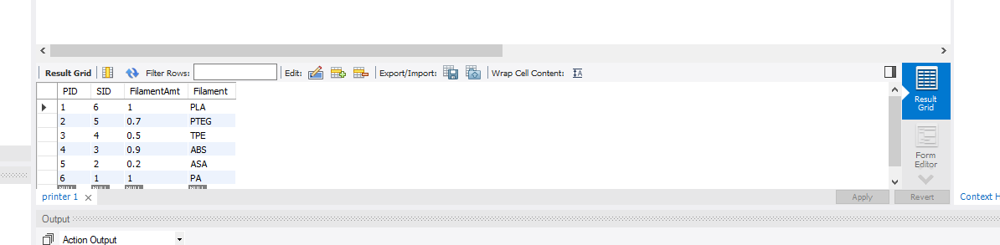 Result Grid Filter Rows: Edit: Export/Import: Wrap Cell Content:
PID SID FilamentAmt Filament
1 6 1 PLA
2 5 0.7 PTEG
3 4 0.5 TPE
4 3 0.9 ABS
5 2 0.2 ASA
6 1 1 PA
NULL NULL NULL NULL
Result
Grid
Form
Editor
printer 1
Apply Revert
Context H
Output
Action Output